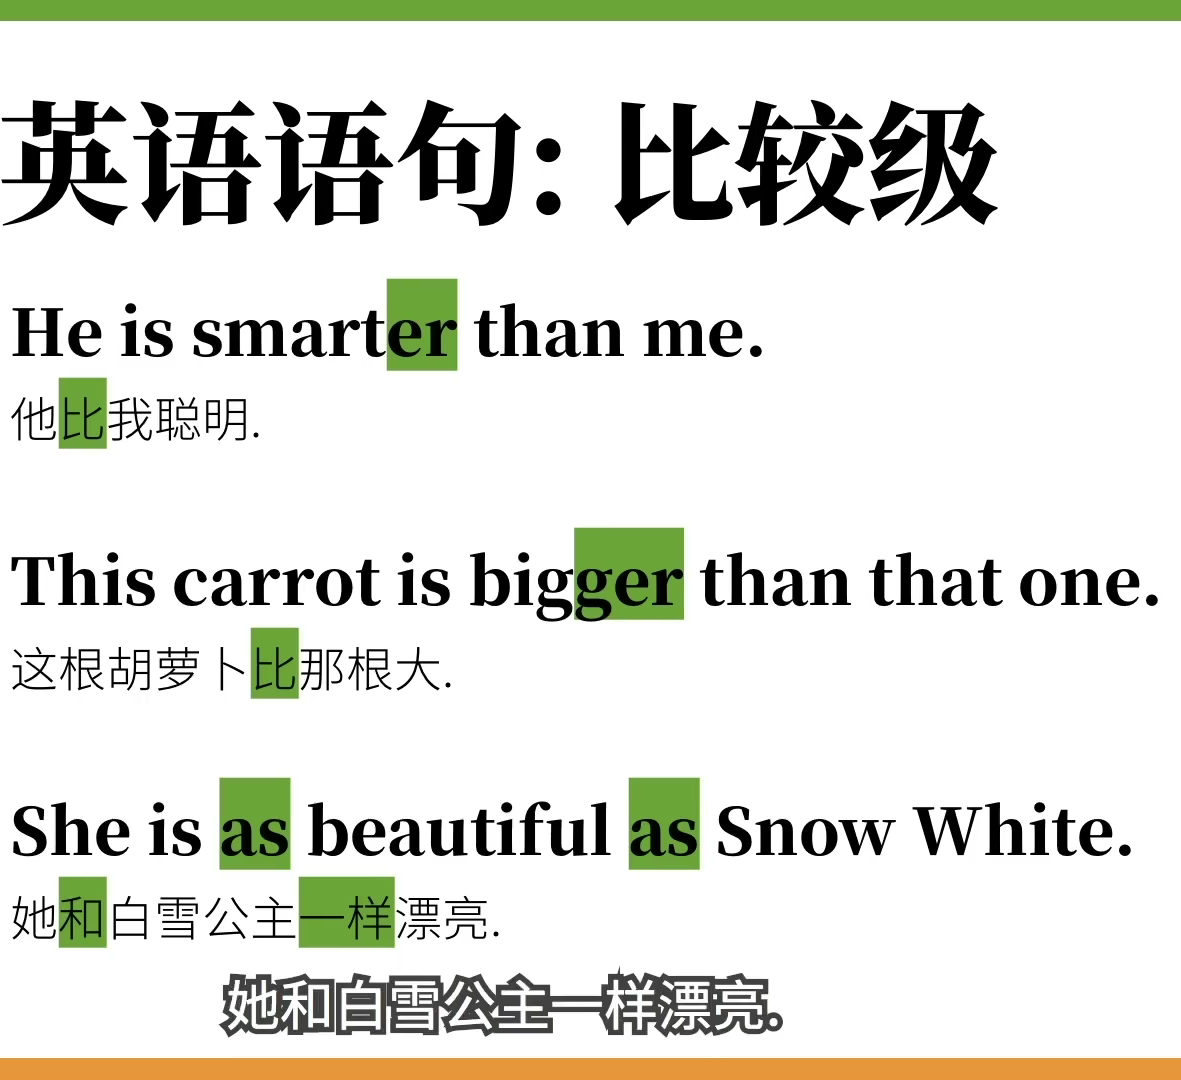 英语语句: 比较级
He is smarter than me.
他比我聪明.
This carrot is bigger than that one.
这根胡萝卜比那根大.
She is as beautiful as Snow White.
她和白雪公主一样漂亮.
她和白雪公主一样漂亮。